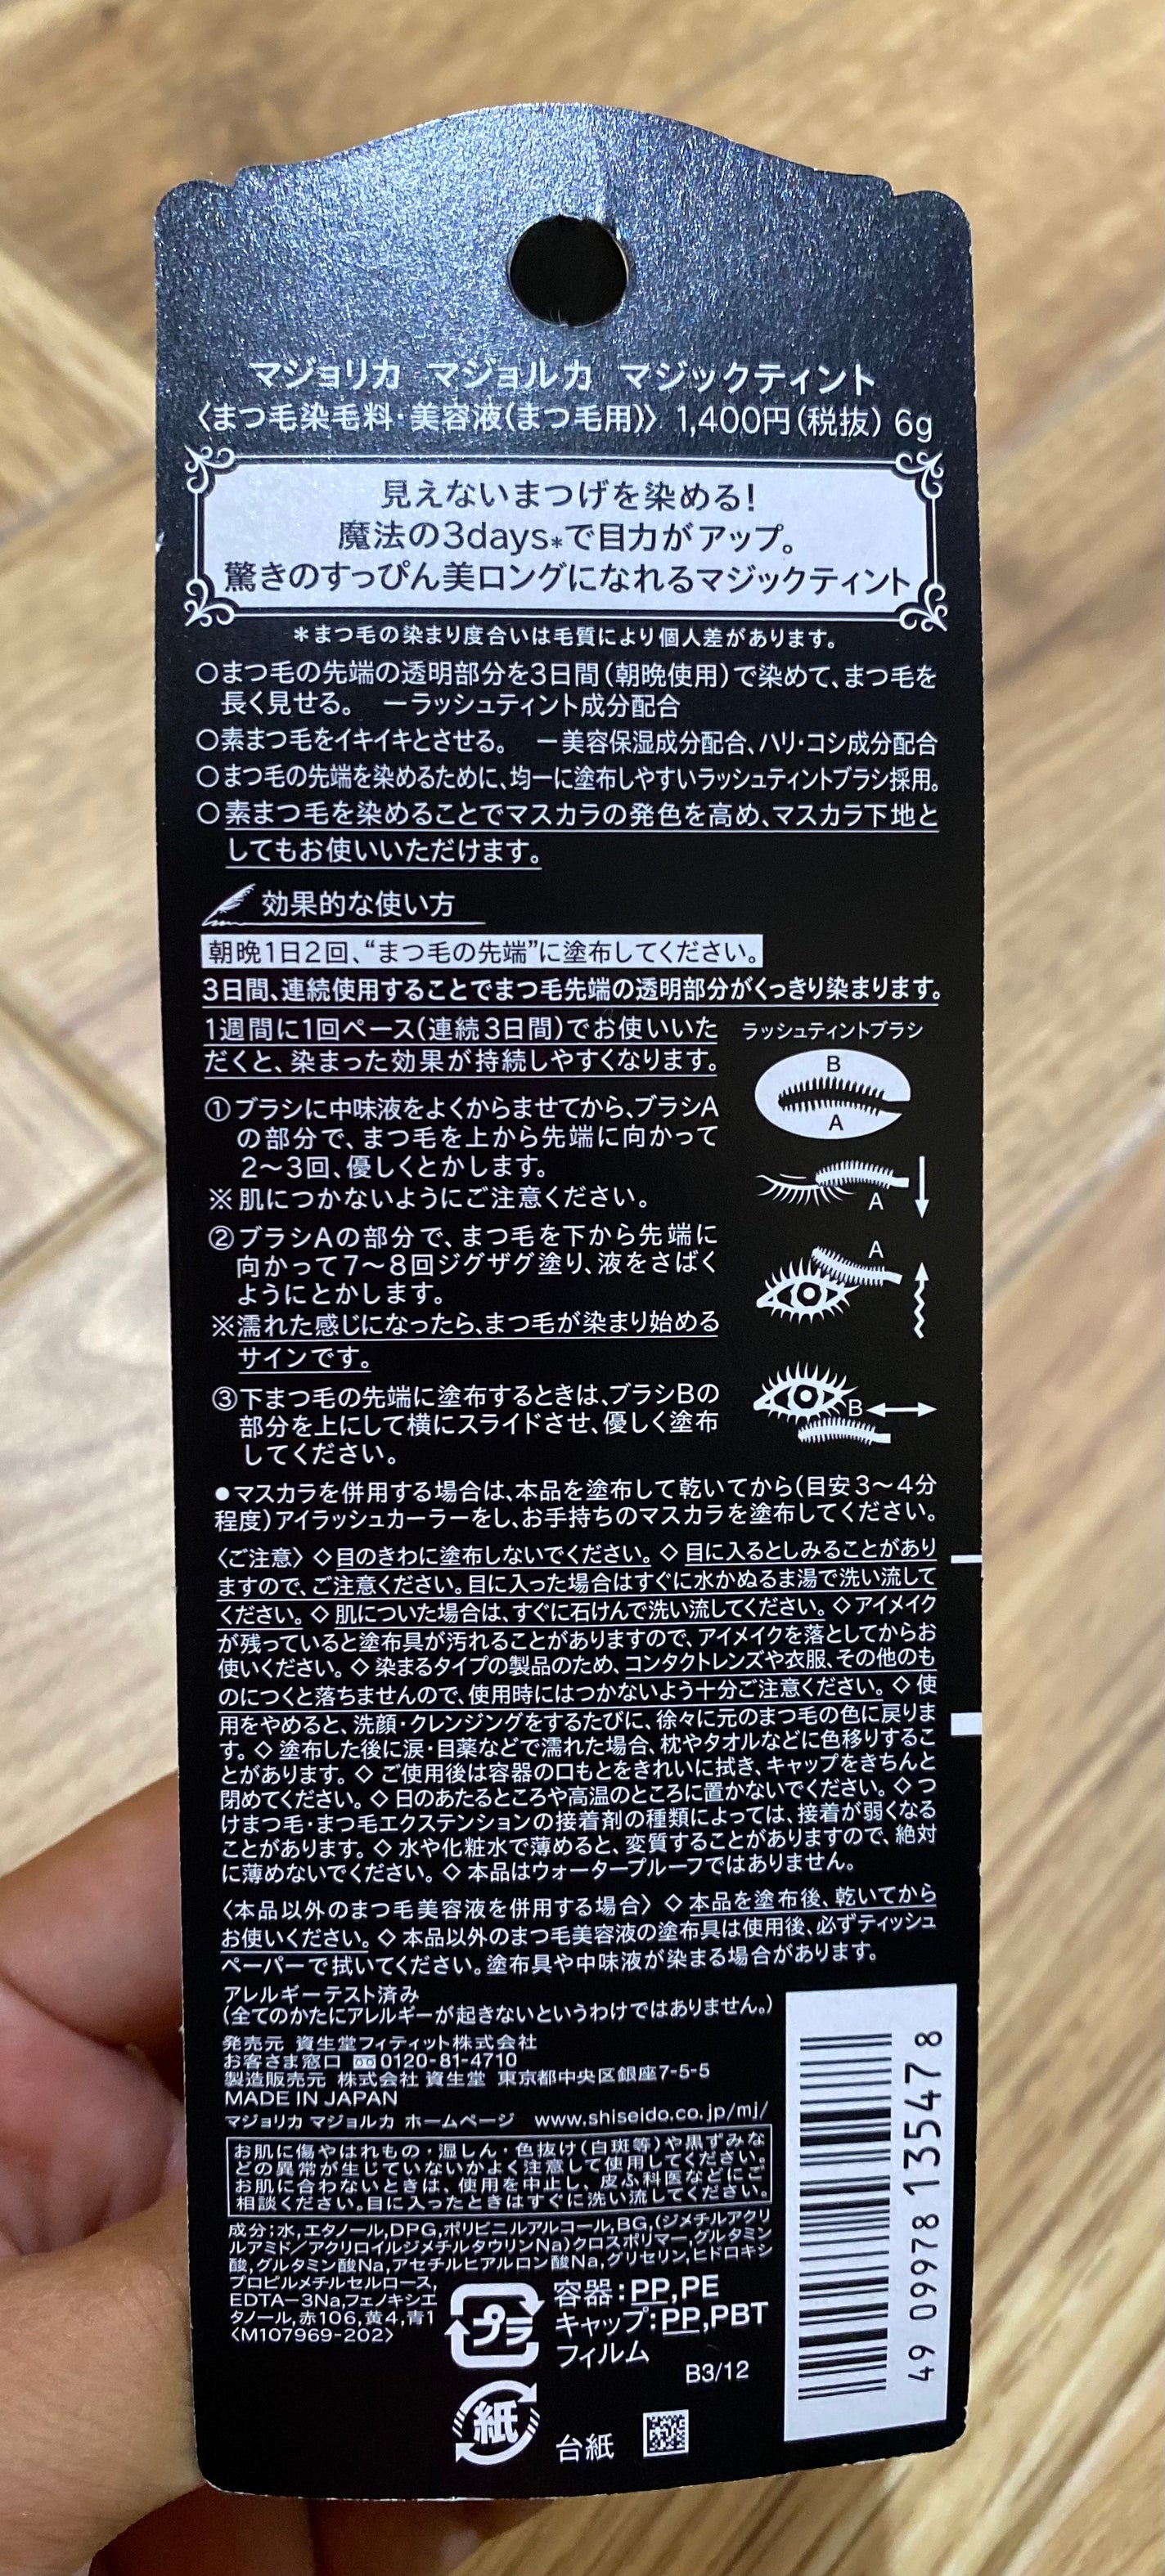 マジョリカ マジョルカ マジックティント
〈まつ毛染毛料・美容液(まつ毛用)〉 1,400円(税抜) 6g
見えないまつげを染める!
魔法の3days*で目力がアップ。
驚きのすっぴん美ロングになれるマジックティント
*まつ毛の染まり度合いは毛質により個人差があります。
○まつ毛の先端の透明部分を3日間(朝晩使用)で染めて、まつ毛を
長く見せる。 ーラッシュティント成分配合
○素まつ毛をイキイキとさせる。 ー美容保湿成分配合、ハリ・コシ成分配合
○まつ毛の先端を染めるために、均一に塗布しやすいラッシュティントブラシ採用。
○素まつ毛を染めることでマスカラの発色を高め、マスカラ下地と
してもお使いいただけます。
効果的な使い方
朝晩1日2回、“まつ毛の先端”に塗布してください。
3日間、連続使用することでまつ毛先端の透明部分がくっきり染まります。
1週間に1回ペース(連続3日間)でお使いいた
だくと、染まった効果が持続しやすくなります。
ラッシュティントブラシ
B
A
①ブラシに中味液をよくからませてから、ブラシA
の部分で、まつ毛を上から先端に向かって
2〜3回、優しくとかします。
※肌につかないようにご注意ください。
A
②ブラシAの部分で、まつ毛を下から先端に
向かって7〜8回ジグザグ塗り、液をさばく
ようにとかします。
※濡れた感じになったら、まつ毛が染まり始める
サインです。
A
③下まつ毛の先端に塗布するときは、ブラシBの
部分を上にして横にスライドさせ、優しく塗布
してください。
B
●マスカラを併用する場合は、本品を塗布して乾いてから(目安3〜4分
程度)アイラッシュカーラーをし、お手持ちのマスカラを塗布してください。
〈ご注意〉◇目のきわに塗布しないでください。◇目に入るとしみることがあり
ますので、ご注意ください。目に入った場合はすぐに水かぬるま湯で洗い流して
ください。◇肌についた場合は、すぐに石けんで洗い流してください。◇アイメイク
が残っていると塗布具が汚れることがありますので、アイメイクを落としてからお
使いください。◇染まるタイプの製品のため、コンタクトレンズや衣服、その他のも
のにつくと落ちませんので、使用時にはつかないよう十分ご注意ください。◇使
用をやめると、洗顔・クレンジングをするたびに、徐々に元のまつ毛の色に戻りま
す。◇塗布した後に涙・目薬などで濡れた場合、枕やタオルなどに色移りするこ
とがあります。◇ご使用後は容器の口もとをきれいに拭き、キャップをきちんと
閉めてください。◇日のあたるところや高温のところに置かないでください。◇つ
けまつ毛・まつ毛エクステンションの接着剤の種類によっては、接着が弱くなる
ことがあります。◇水や化粧水で薄めると、変質することがありますので、絶対
に薄めないでください。◇本品はウォータープルーフではありません。
〈本品以外のまつ毛美容液を併用する場合〉◇本品を塗布後、乾いてから
お使いください。◇本品以外のまつ毛美容液の塗布具は使用後、必ずティッシュ
ペーパーで拭いてください。塗布具や中味液が染まる場合があります。
アレルギーテスト済み
(全てのかたにアレルギーが起きないというわけではありません。)
発売元 資生堂フィティット株式会社
お客さま窓口 0120-81-4710
製造販売元 株式会社 資生堂 東京都中央区銀座7-5-5
MADE IN JAPAN
マジョリカ マジョルカ ホームページ www.shiseido.co.jp/mj/
お肌に傷やはれもの・湿しん・色抜け(白斑等)や黒ずみな
どの異常が生じていないかよく注意して使用してください。
お肌に合わないときは、使用を中止し、皮ふ科医などにご
相談ください。目に入ったときはすぐに洗い流してください。
成分:水,エタノール,DPG,ポリビニルアルコール,BG,(ジメチルアクリ
ルアミド/アクリロイルジメチルタウリンNa)クロスポリマー,グルタミン
酸,グルタミン酸Na,アセチルヒアルロン酸Na,グリセリン,ヒドロキシ
プロピルメチルセルロース,
EDTA-3Na,フェノキシエ
タノール,赤106,黄4,青1
〈M107969-202〉
プラ
容器:PP,PE
キャップ:PP,PBT
フィルム
B3/12
紙
台紙
49 09978 13547 8